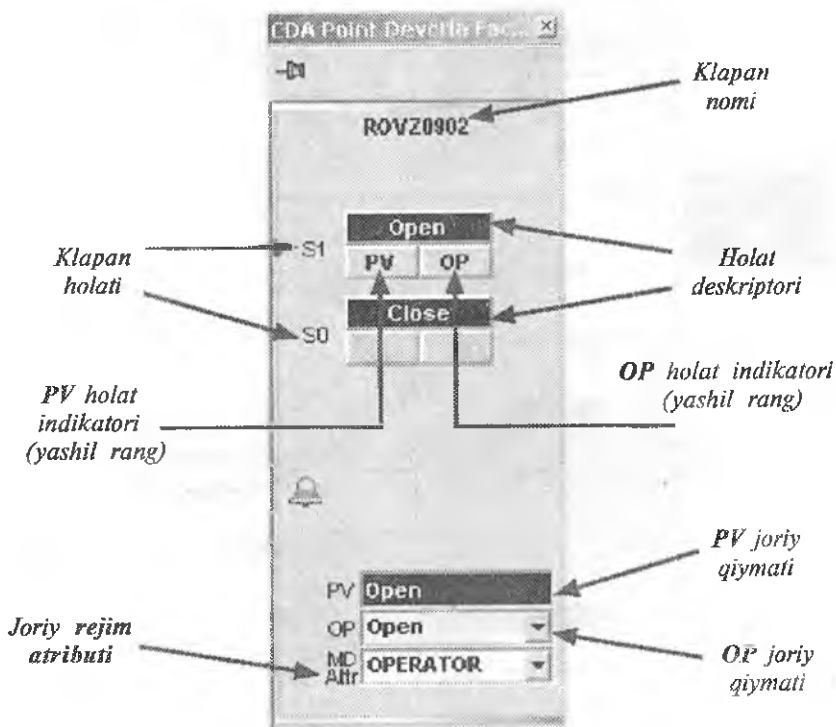 CDA Point Devctla Fac...
Klapan
nomi
ROVZ0902
Klapan
holati
S1
Open
PV OP
Holat
deskriptori
S0
Close
PV holat
indikatori
(yashil rang)
OP holat indikatori
(yashil rang)
PV Open
PV joriy
qiymati
OP Open
Joriy rejim
atributi
MD
Attr
OPERATOR
OP joriy
qiymati